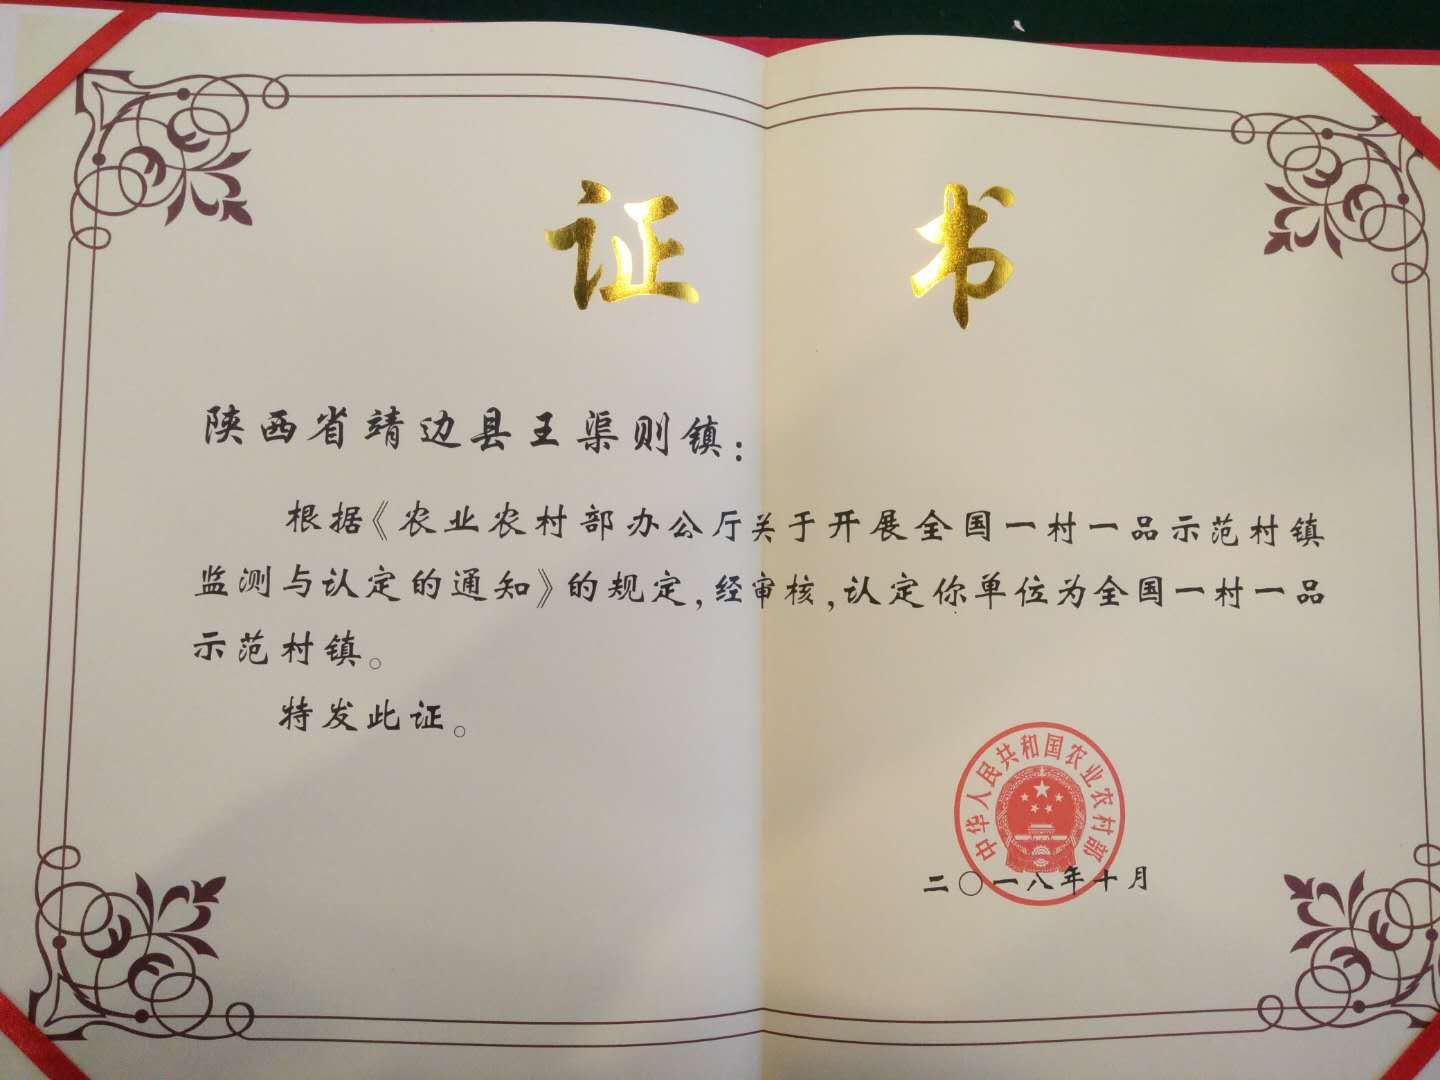 证书
陕西省靖边县王渠则镇：
根据《农业农村部办公厅关于开展全国一村一品示范村镇
监测与认定的通知》的规定，经审核，认定你单位为全国一村一品
示范村镇。
特发此证。
中华人民共和国农业农村部
二〇一八年十月